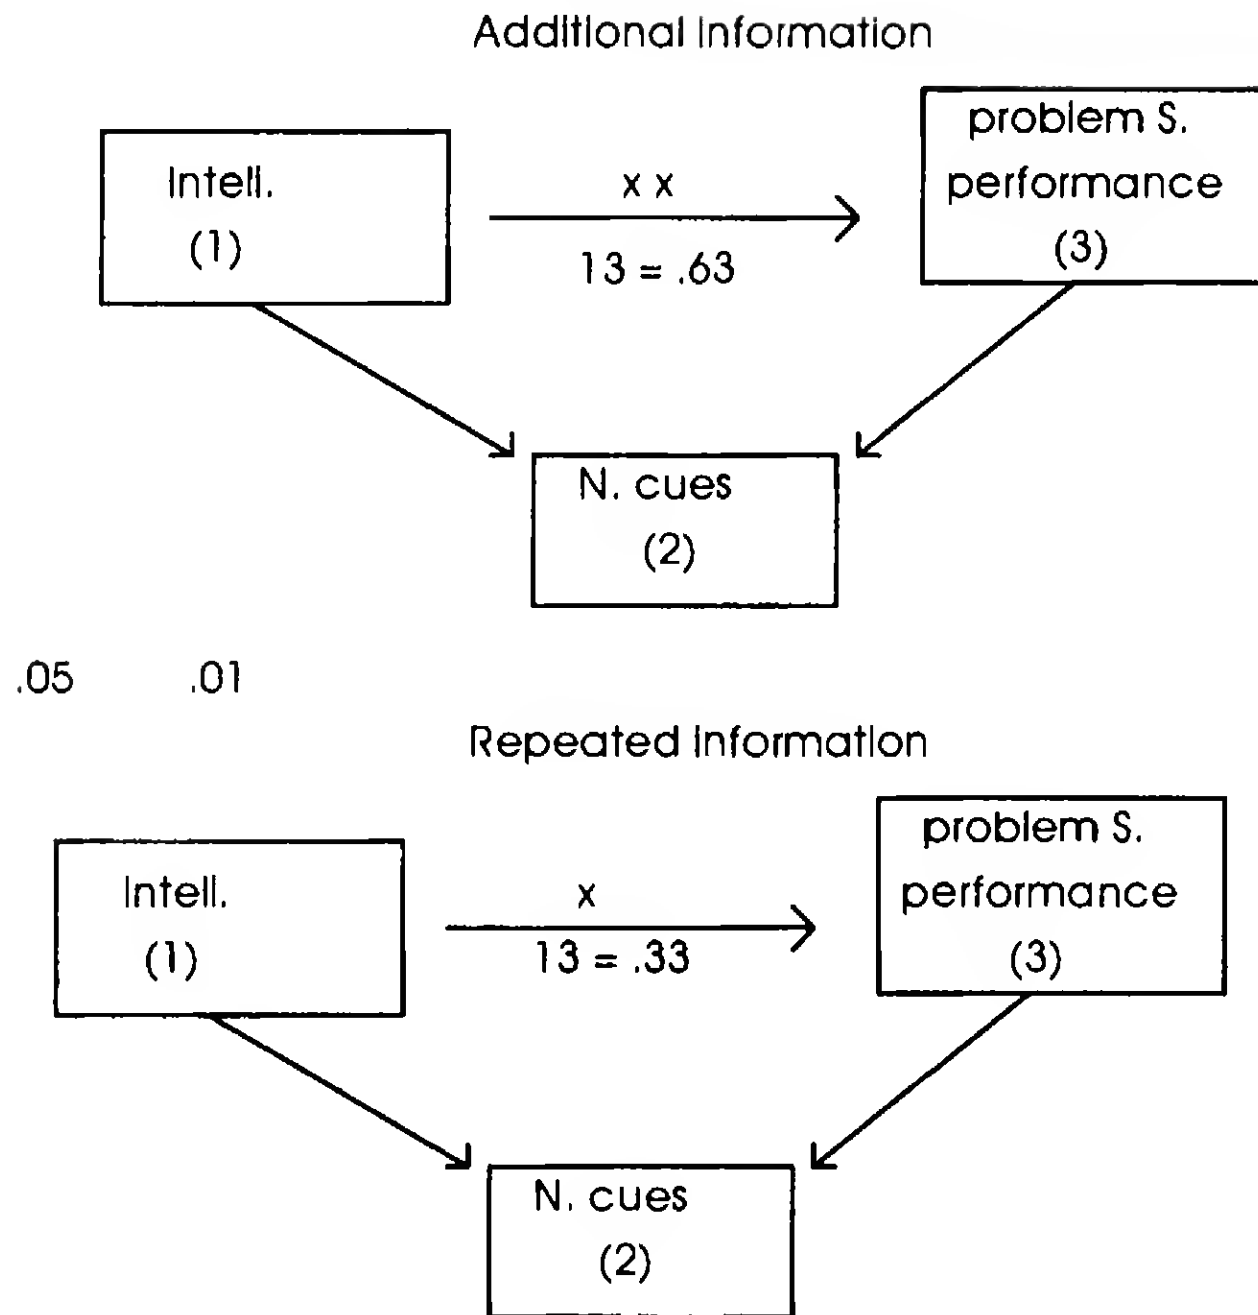 Additional Information
Intell.
(1)
x x
13 = .63
problem S.
performance
(3)
N. cues
(2)
.05 .01
Repeated Information
Intell.
(1)
x
13 = .33
problem S.
performance
(3)
N. cues
(2)